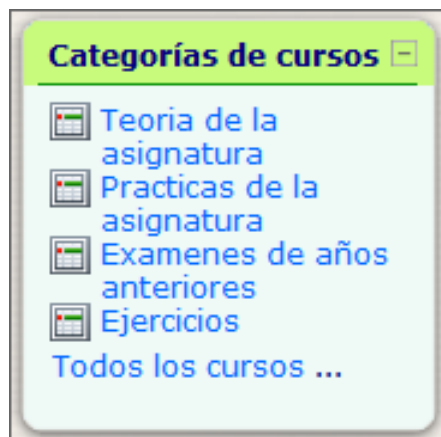 Categorías de cursos
Teoria de la
asignatura
Practicas de la
asignatura
Examenes de años
anteriores
Ejercicios
Todos los cursos ...